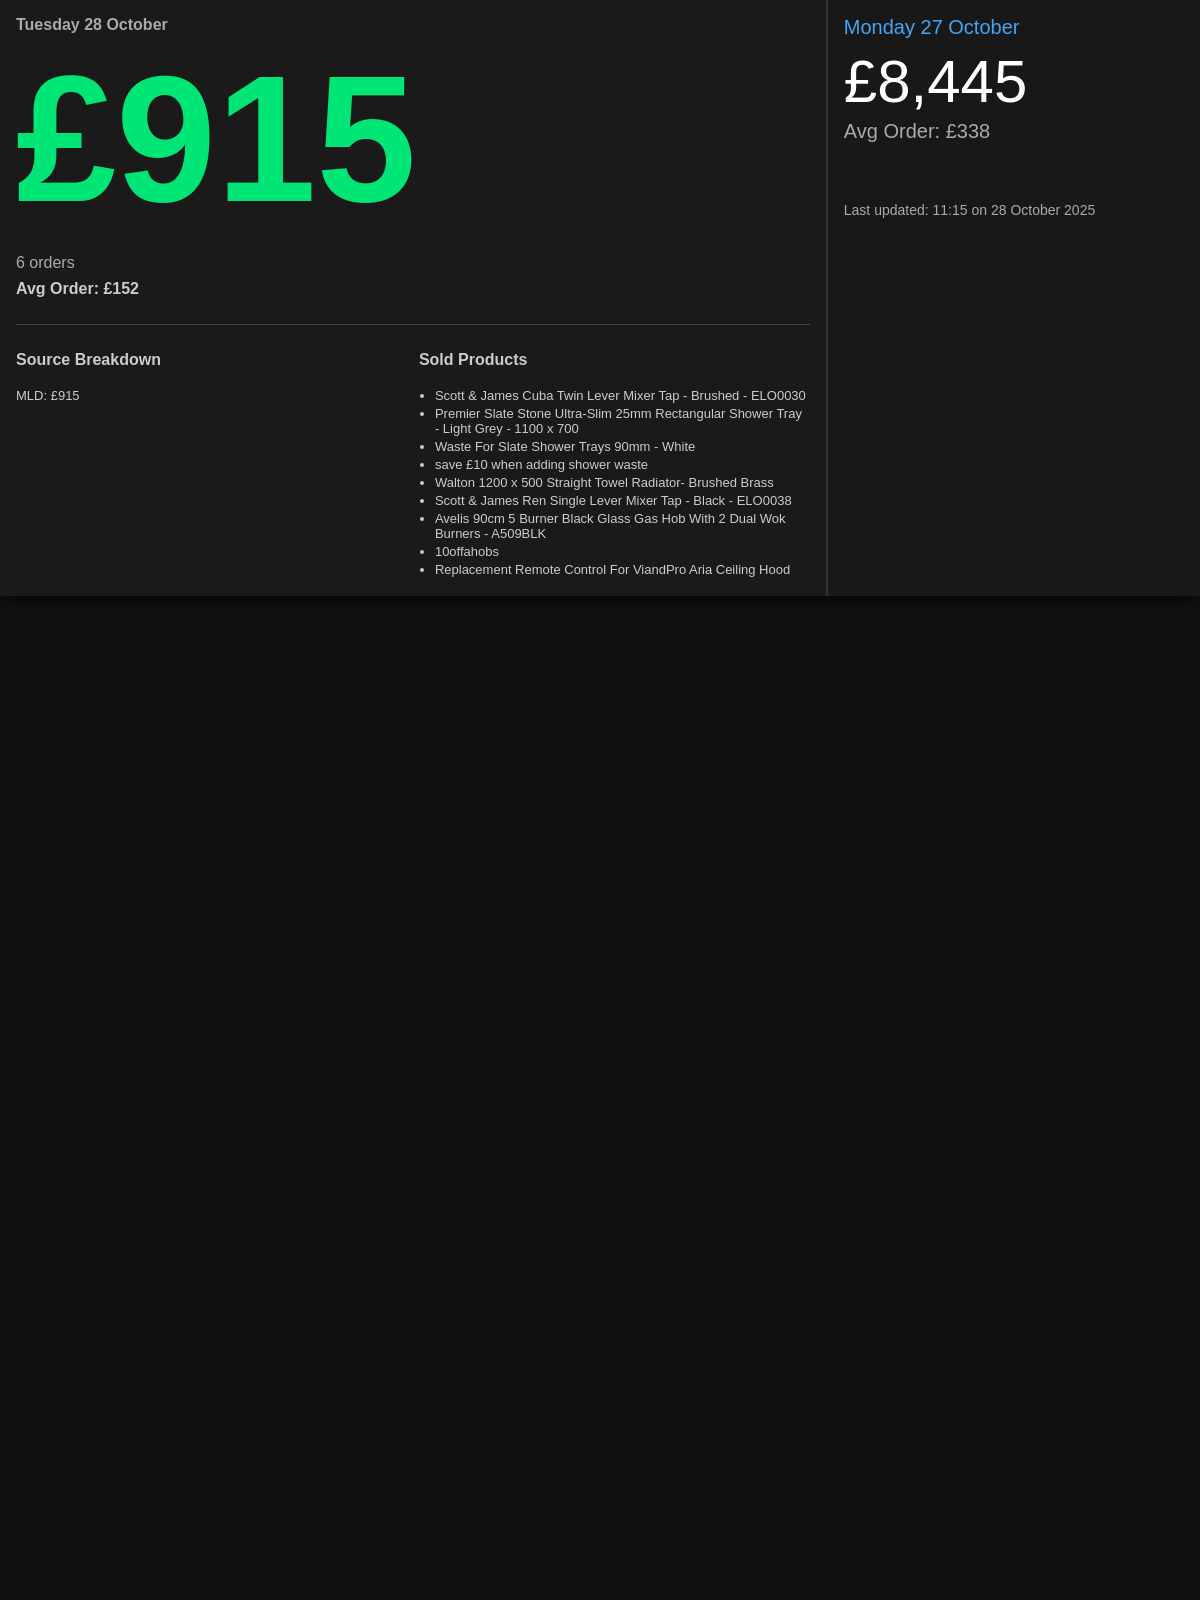 Tuesday 28 October
£915
6 orders
Avg Order: £152
Source Breakdown
MLD: £915
Sold Products
Scott & James Cuba Twin Lever Mixer Tap - Brushed - ELO0030
Premier Slate Stone Ultra-Slim 25mm Rectangular Shower Tray
- Light Grey - 1100 x 700
Waste For Slate Shower Trays 90mm - White
save £10 when adding shower waste
Walton 1200 x 500 Straight Towel Radiator- Brushed Brass
Scott & James Ren Single Lever Mixer Tap - Black - ELO0038
Avelis 90cm 5 Burner Black Glass Gas Hob With 2 Dual Wok
Burners - A509BLK
10offahobs
Replacement Remote Control For ViandPro Aria Ceiling Hood
Monday 27 October
£8,445
Avg Order: £338
Last updated: 11:15 on 28 October 2025